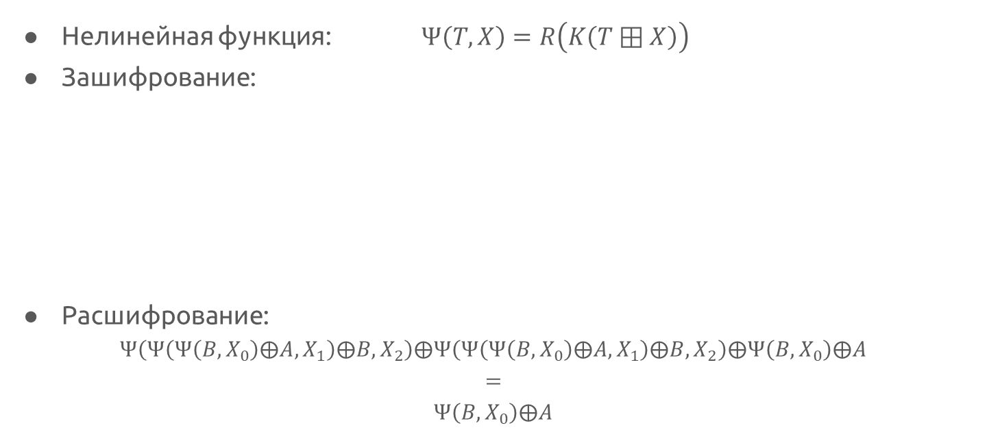 ● Нелинейная функция: Ψ(T, X) = R(K(T ⊞ X))
● Зашифрование:
● Расшифрование:
Ψ(Ψ(Ψ(B, X₀)⊕A, X₁)⊕B, X₂)⊕Ψ(Ψ(Ψ(B, X₀)⊕A, X₁)⊕B, X₂)⊕Ψ(B, X₀)⊕A
=
Ψ(B, X₀)⊕A